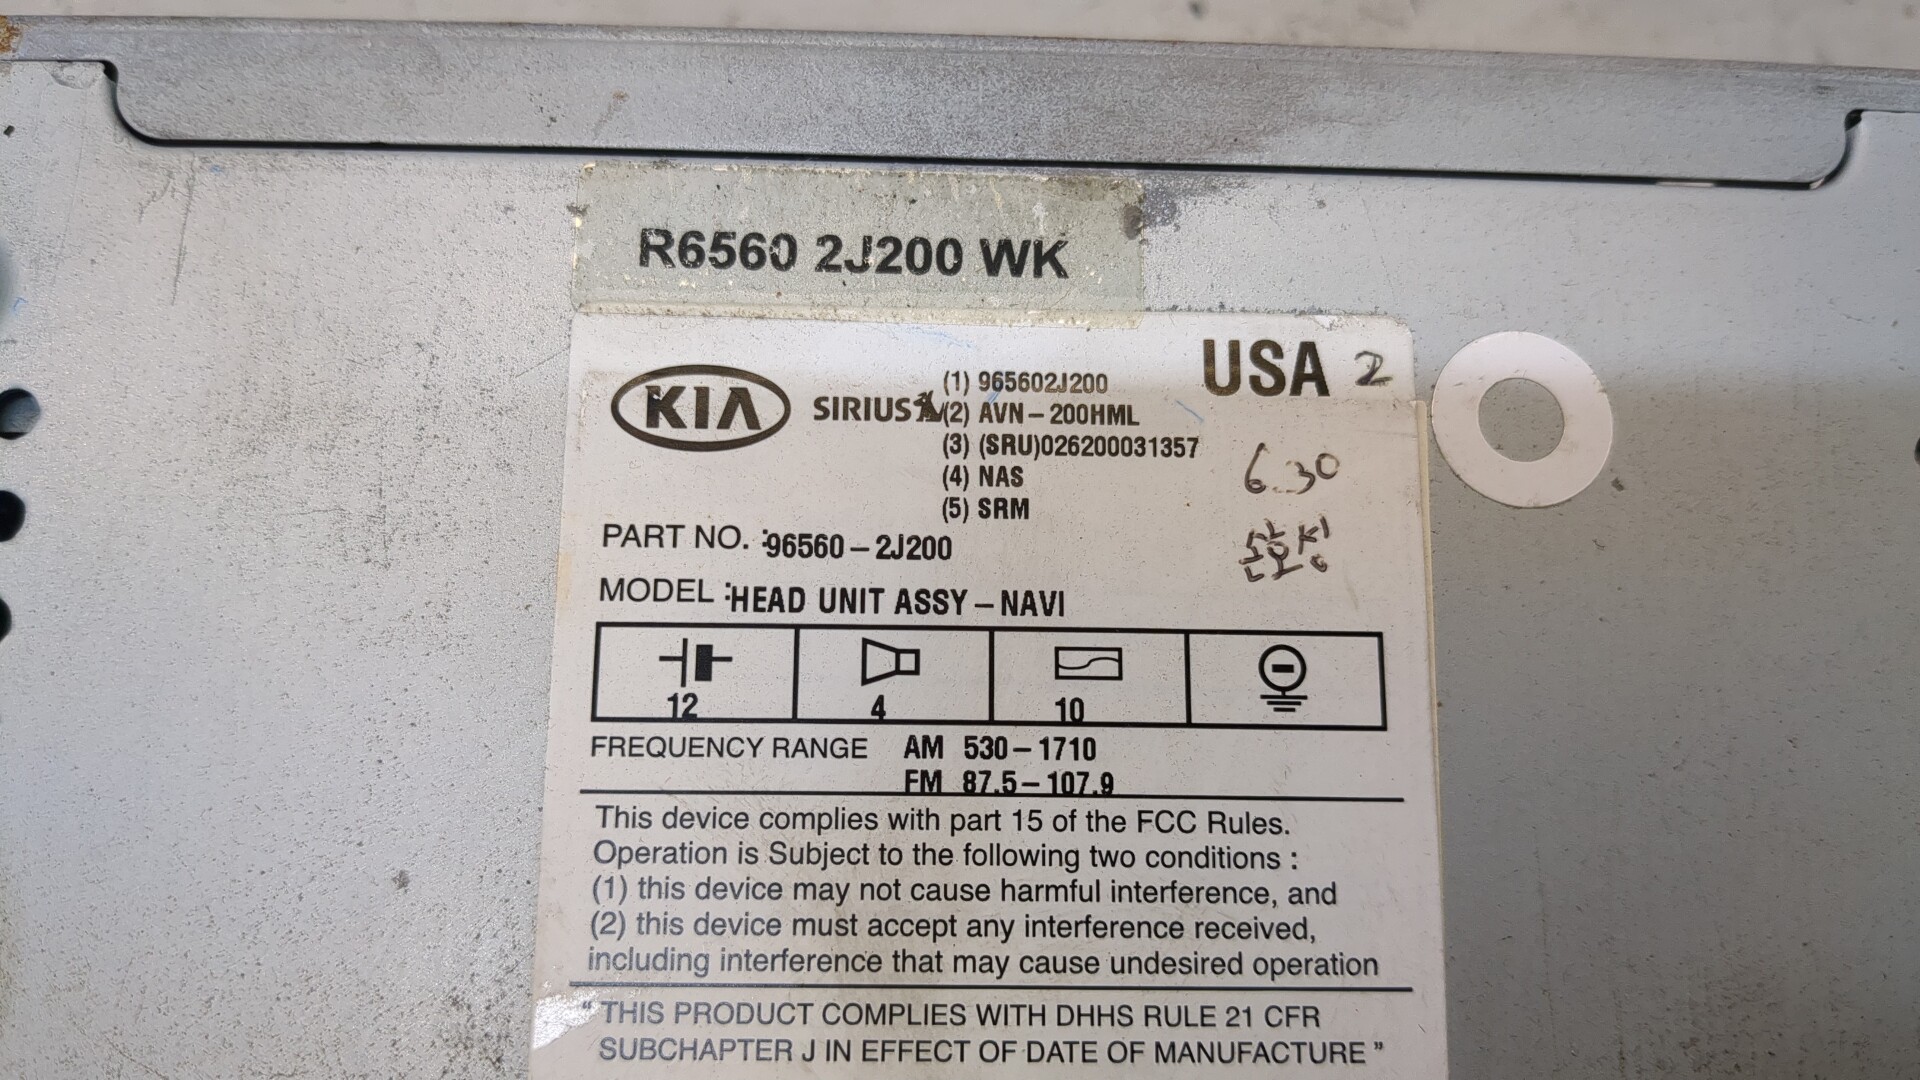 R6560 2J200 WK
USA 2
KIA SIRIUS (1) 965602J200
(2) AVN-200HML
(3) (SRU)026200031357
(4) NAS
(5) SRM
6.30
PART NO. : 96560-2J200
MODEL : HEAD UNIT ASSY-NAVI
12 4 10
FREQUENCY RANGE AM 530-1710
FM 87.5-107.9
This device complies with part 15 of the FCC Rules.
Operation is Subject to the following two conditions :
(1) this device may not cause harmful interference, and
(2) this device must accept any interference received,
including interference that may cause undesired operation
" THIS PRODUCT COMPLIES WITH DHHS RULE 21 CFR
SUBCHAPTER J IN EFFECT OF DATE OF MANUFACTURE "